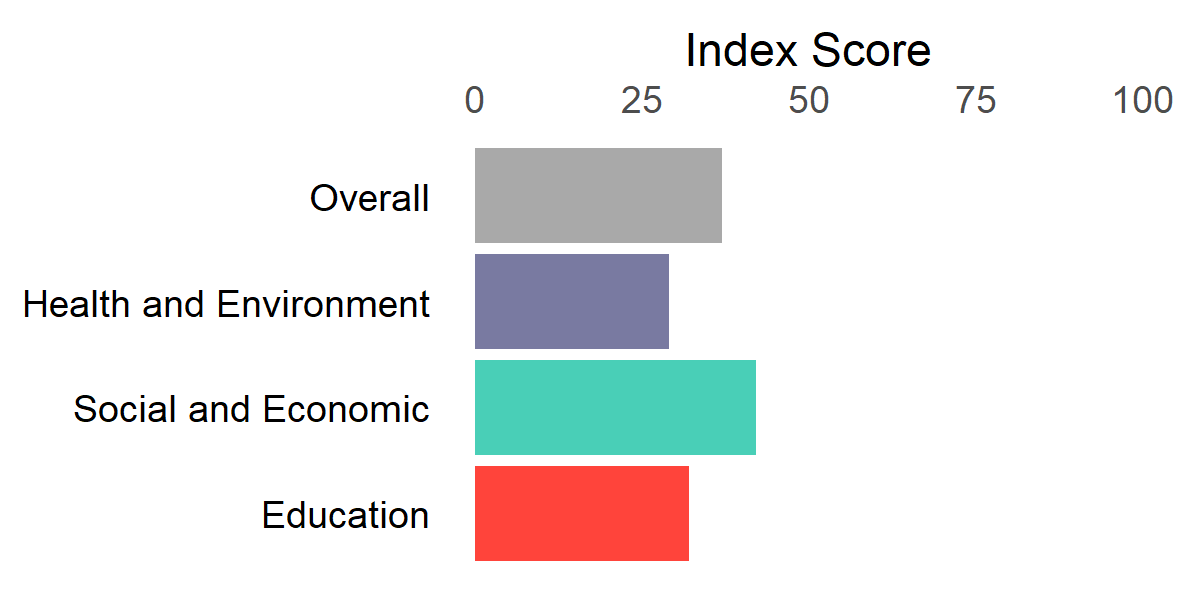 Index Score
0 25 50 75 100
Overall
Health and Environment
Social and Economic
Education